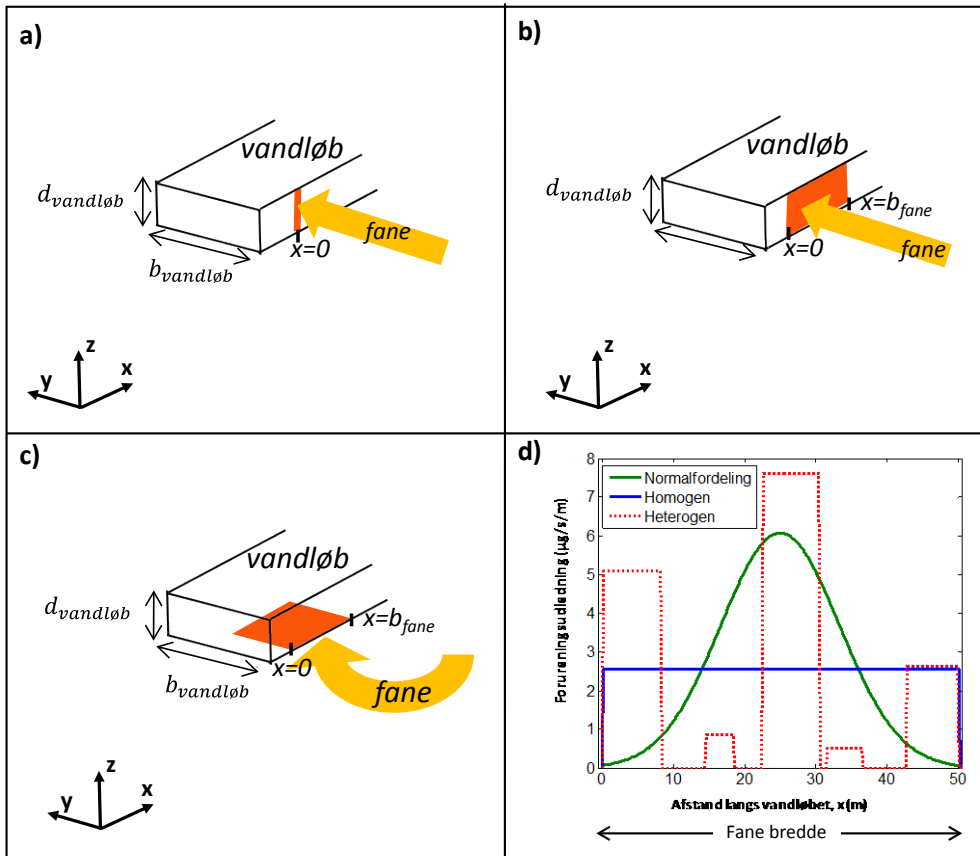 a)
vandløb
d_vandløb
b_vandløb
x=0
fane
z
y
x
b)
vandløb
d_vandløb
x=b_fane
x=0
fane
z
y
x
c)
vandløb
d_vandløb
b_vandløb
x=b_fane
x=0
fane
z
y
x
d)
Normalfordeling
Homogen
Heterogen
Forureningsudledning (µg/s/m)
8
7
6
5
4
3
2
1
0
0 10 20 30 40 50
Afstand langs vandløbet, x (m)
Fane bredde